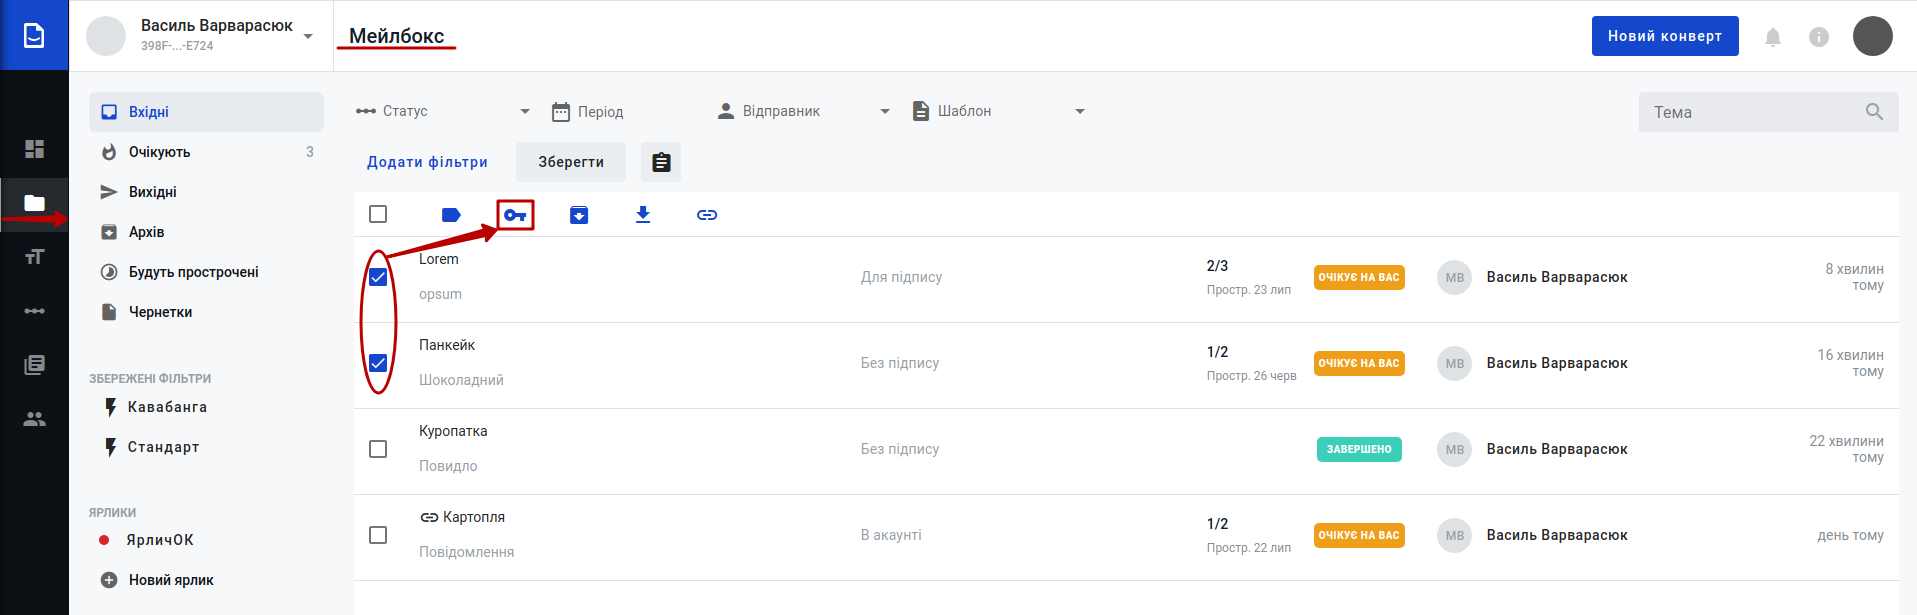 Василь Варварасюк
398F-...-E724
Мейлбокс
Новий конверт
Вхідні
Очікують 3
Вихідні
Архів
Будуть прострочені
Чернетки
ЗБЕРЕЖЕНІ ФІЛЬТРИ
Кавабанга
Стандарт
ЯРЛИКИ
ЯрличОК
Новий ярлик
Статус Період Відправник Шаблон Тема
Додати фільтри Зберегти
Lorem
opsum
Для підпису
2/3
Простр. 23 лип
ОЧІКУЄ НА ВАС
МВ
Василь Варварасюк
8 хвилин
тому
Панкейк
Шоколадний
Без підпису
1/2
Простр. 26 черв
ОЧІКУЄ НА ВАС
МВ
Василь Варварасюк
16 хвилин
тому
Куропатка
Повидло
Без підпису
ЗАВЕРШЕНО
МВ
Василь Варварасюк
22 хвилини
тому
Картопля
Повідомлення
В акаунті
1/2
Простр. 22 лип
ОЧІКУЄ НА ВАС
МВ
Василь Варварасюк
день тому